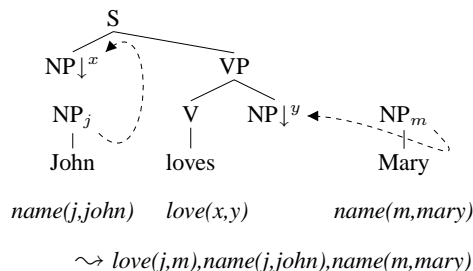 S
NP↓ˣ VP
NPⱼ V NP↓ʸ NPₘ
John loves Mary
name(j,john) love(x,y) name(m,mary)
⤳ love(j,m),name(j,john),name(m,mary)